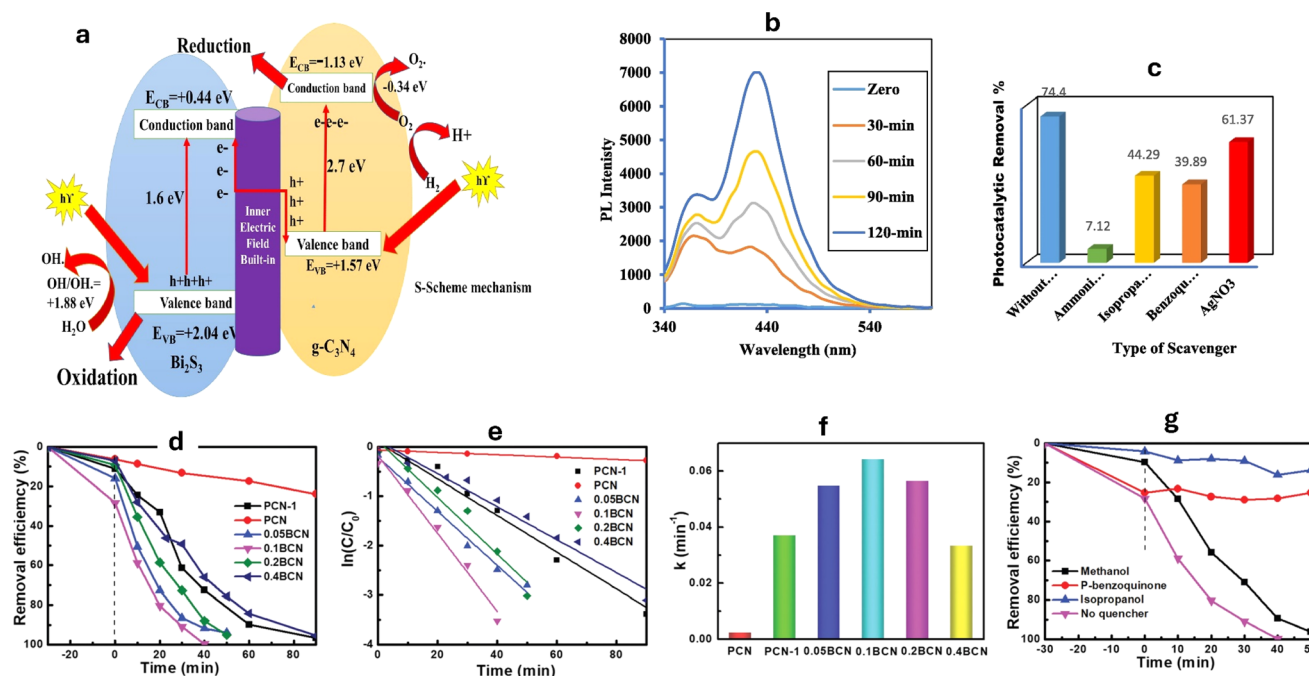 a
Reduction
E_CB=−1.13 eV
O₂.
Conduction band
-0.34 eV
E_CB=+0.44 eV
Conduction band
e-e-e-
O₂
H+
e-
e-
e-
2.7 eV
H₂
hϒ
1.6 eV
h+
h+
h+
hϒ
Inner
Electric
Field
Built-in
Valence band
E_VB=+1.57 eV
OH.
OH/OH.=
+1.88 eV
H₂O
h+h+h+
Valence band
S-Scheme mechanism
E_VB=+2.04 eV
g-C₃N₄
Bi₂S₃
Oxidation
b
8000
7000
6000
5000
4000
3000
2000
1000
0
PL Intenisty
Zero
30-min
60-min
90-min
120-min
340
440
540
Wavelength (nm)
c
Photocatalytic Removal %
74.4
7.12
44.29
39.89
61.37
Without...
Ammoni...
Isopropa...
Benzoqu...
AgNO3
Type of Scavenger
d
Removal efficiency (%)
0
20
40
60
80
100
PCN-1
PCN
0.05BCN
0.1BCN
0.2BCN
0.4BCN
-20
0
20
40
60
80
Time (min)
e
ln(C/C₀)
0
-1
-2
-3
-4
PCN-1
PCN
0.05BCN
0.1BCN
0.2BCN
0.4BCN
0
20
40
60
80
Time (min)
f
k (min⁻¹)
0.06
0.04
0.02
0.00
PCN
PCN-1
0.05BCN
0.1BCN
0.2BCN
0.4BCN
g
Removal efficiency (%)
0
20
40
60
80
100
Methanol
P-benzoquinone
Isopropanol
No quencher
-30
-20
-10
0
10
20
30
40
Time (min)